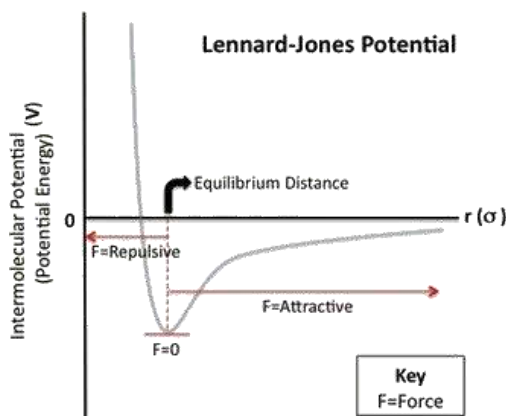 Lennard-Jones Potential
Intermolecular Potential (V)
(Potential Energy)
Equilibrium Distance
0
r (σ)
F=Repulsive
F=Attractive
F=0
Key
F=Force